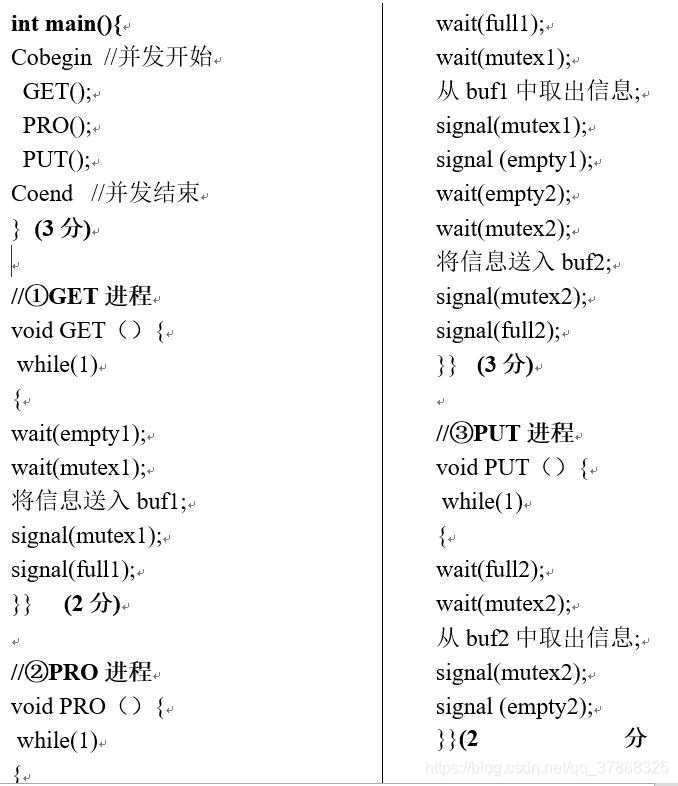 int main(){
Cobegin  //并发开始
GET();
PRO();
PUT();
Coend   //并发结束
}  (3 分)
//①GET 进程
void GET（）{
while(1)
{
wait(empty1);
wait(mutex1);
将信息送入 buf1;
signal(mutex1);
signal(full1);
}}     (2 分)
//②PRO 进程
void PRO（）{
while(1)
{
wait(full1);
wait(mutex1);
从 buf1 中取出信息;
signal(mutex1);
signal (empty1);
wait(empty2);
wait(mutex2);
将信息送入 buf2;
signal(mutex2);
signal(full2);
}}   (3 分)
//③PUT 进程
void PUT（）{
while(1)
{
wait(full2);
wait(mutex2);
从 buf2 中取出信息;
signal(mutex2);
signal (empty2);
}}(2 分
https://blog.csdn.net/qq_37868325